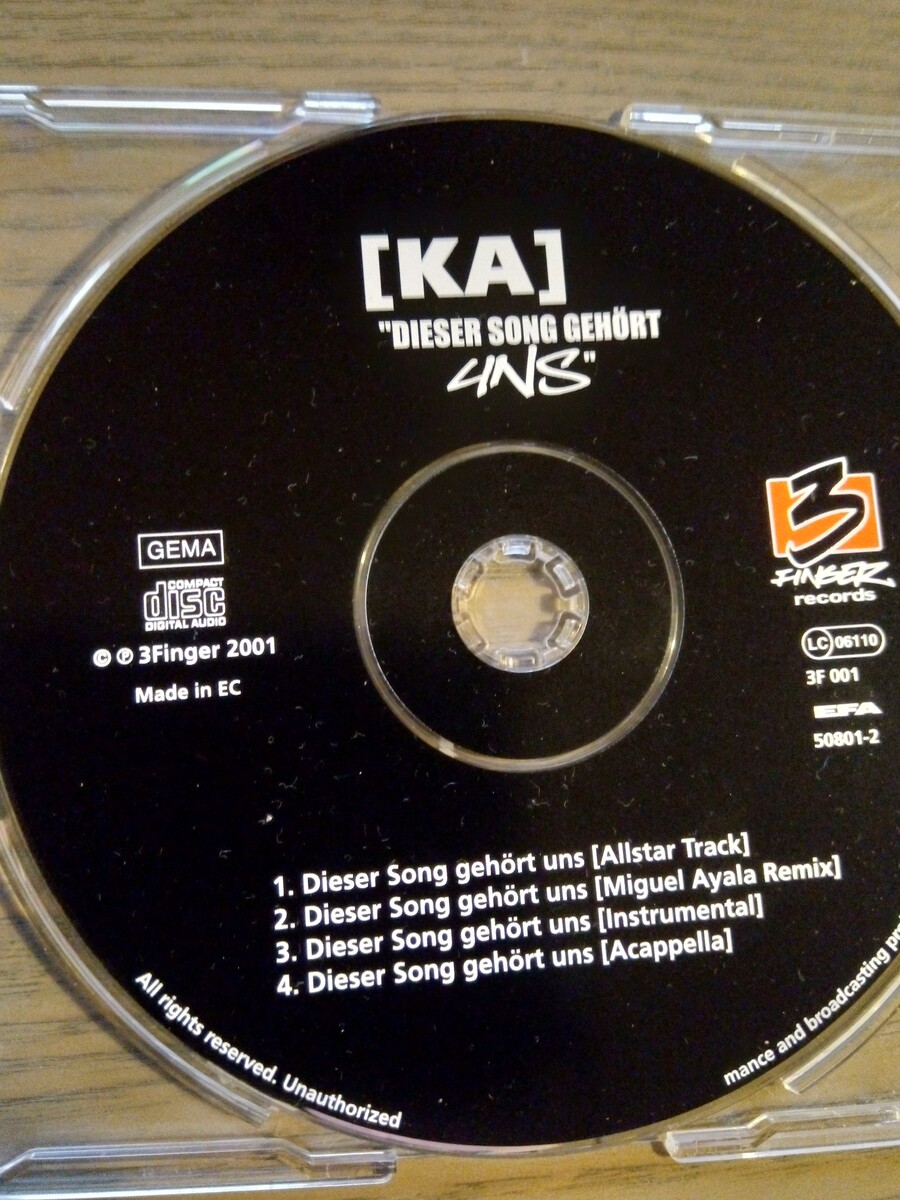 [KA]
"DIESER SONG GEHÖRT
UNS"
3
FINGER
records
GEMA
COMPACT
disc
DIGITAL AUDIO
© ℗ 3Finger 2001
Made in EC
LC 06110
3F 001
EFA
50801-2
1. Dieser Song gehört uns [Allstar Track]
2. Dieser Song gehört uns [Miguel Ayala Remix]
3. Dieser Song gehört uns [Instrumental]
4. Dieser Song gehört uns [Acappella]
All rights reserved. Unauthorized
mance and broadcasting